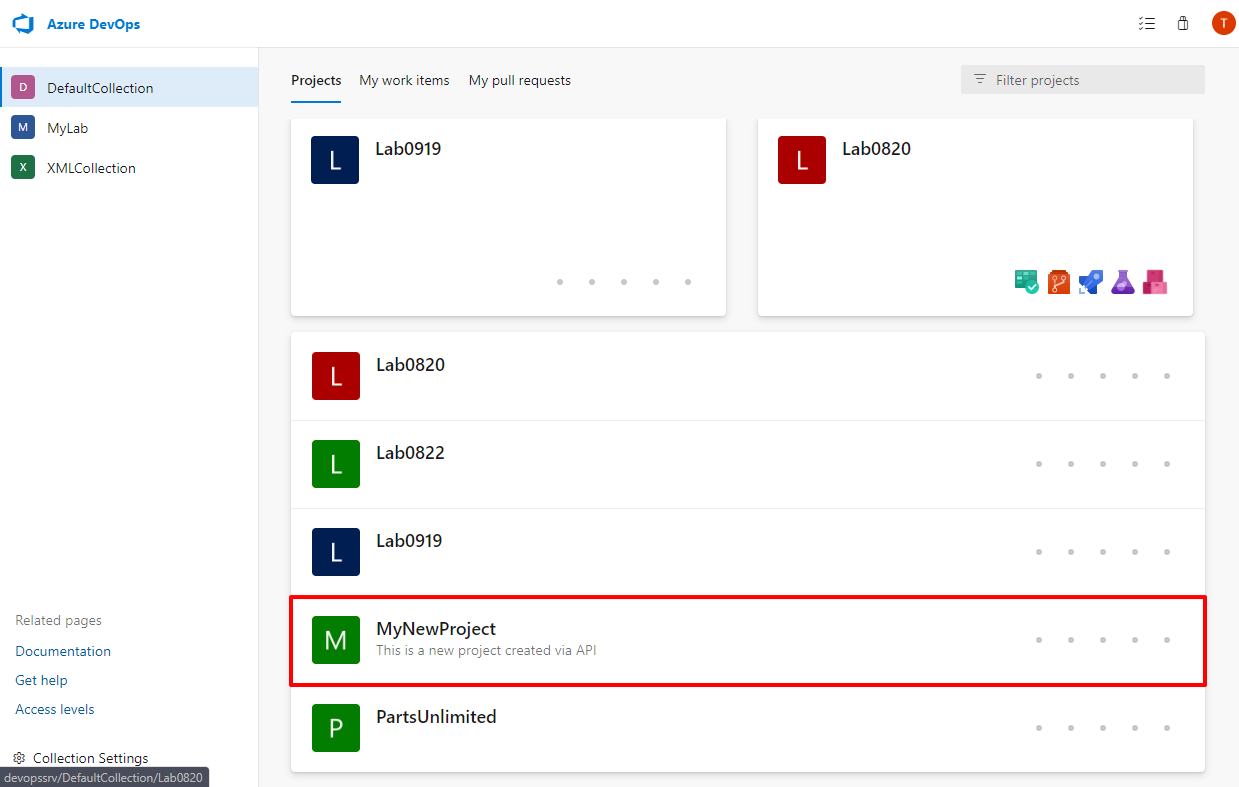 Azure DevOps
T
D DefaultCollection
M MyLab
X XMLCollection
Related pages
Documentation
Get help
Access levels
Collection Settings
devopssrv/DefaultCollection/Lab0820
Projects My work items My pull requests
Filter projects
L Lab0919
L Lab0820
L Lab0820
L Lab0822
L Lab0919
M MyNewProject
This is a new project created via API
P PartsUnlimited